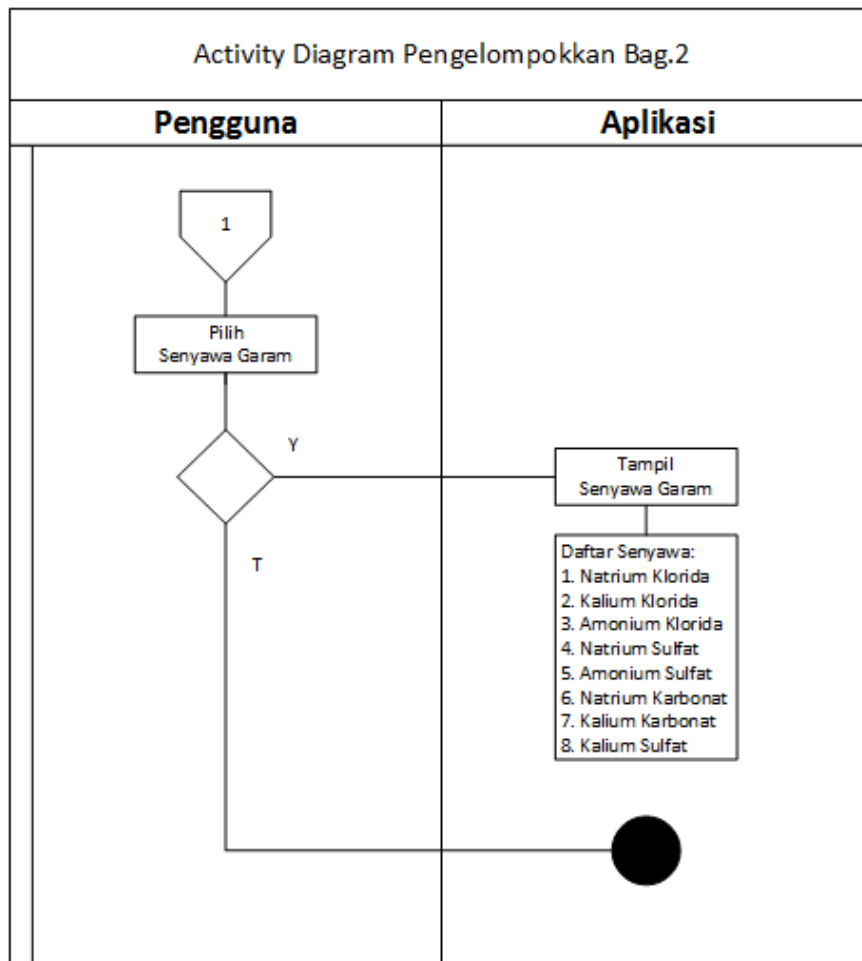 Activity Diagram Pengelompokkan Bag.2
Pengguna
Aplikasi
1
Pilih
Senyawa Garam
Y
Tampil
Senyawa Garam
T
Daftar Senyawa:
1. Natrium Klorida
2. Kalium Klorida
3. Amonium Klorida
4. Natrium Sulfat
5. Amonium Sulfat
6. Natrium Karbonat
7. Kalium Karbonat
8. Kalium Sulfat